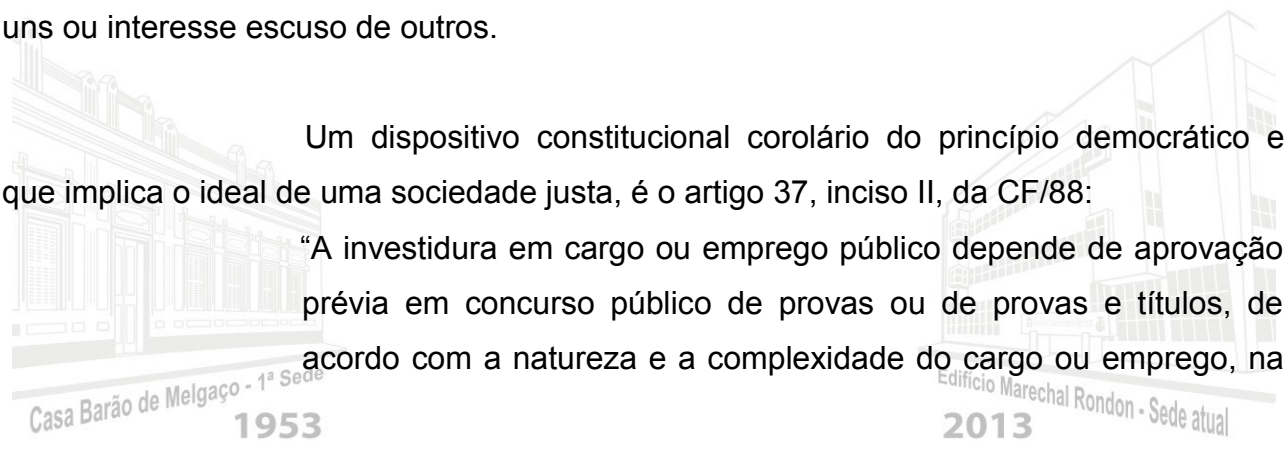 uns ou interesse escuso de outros.
Um dispositivo constitucional corolário do princípio democrático e
que implica o ideal de uma sociedade justa, é o artigo 37, inciso II, da CF/88:
“A investidura em cargo ou emprego público depende de aprovação
prévia em concurso público de provas ou de provas e títulos, de
acordo com a natureza e a complexidade do cargo ou emprego, na
Casa Barão de Melgaço - 1ª Sede
1953
Edifício Marechal Rondon - Sede atual
2013